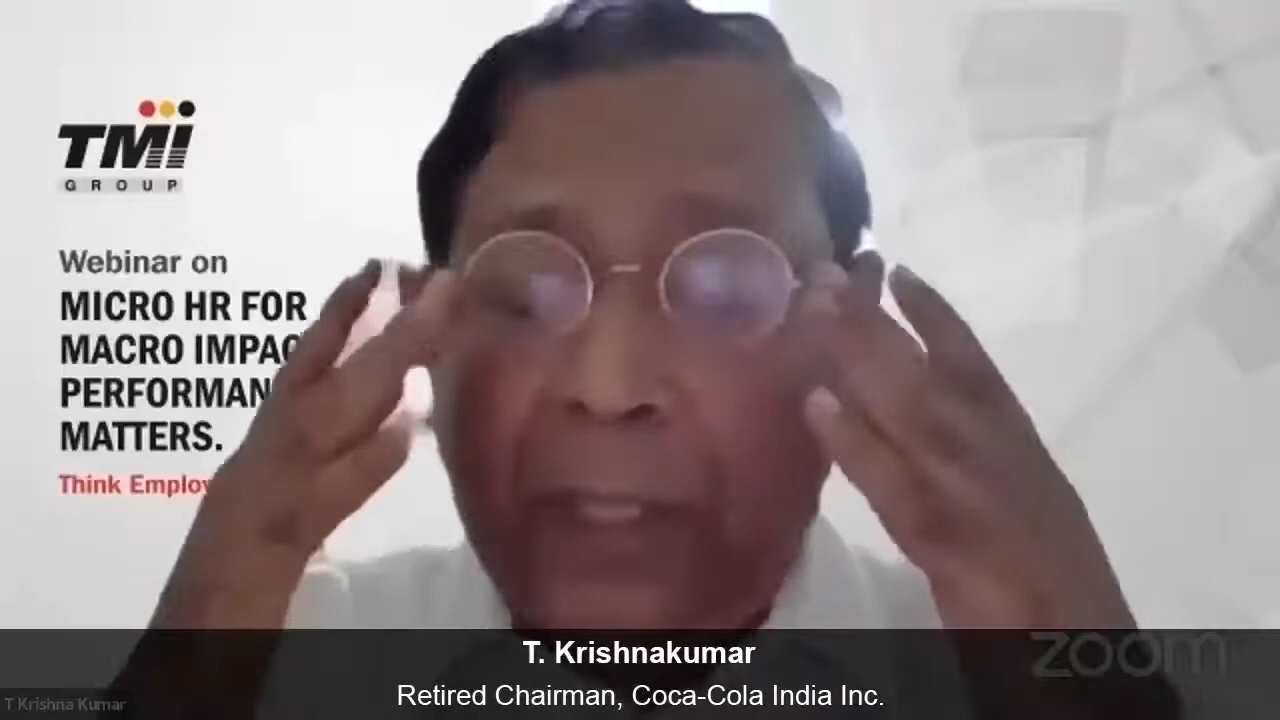 TMI
GROUP
Webinar on
MICRO HR FOR
MACRO IMPAC
PERFORMAN
MATTERS.
Think Employ
T. Krishnakumar
Retired Chairman, Coca-Cola India Inc.
T Krishna Kumar
zoom